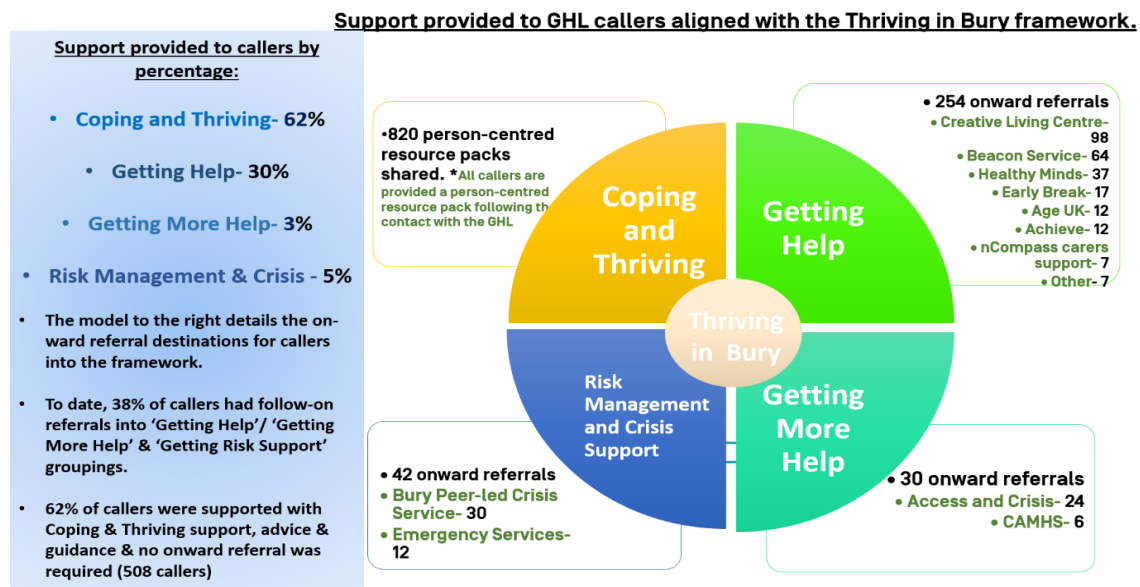 Support provided to GHL callers aligned with the Thriving in Bury framework.
Support provided to callers by
percentage:
• Coping and Thriving- 62%
• Getting Help- 30%
• Getting More Help- 3%
• Risk Management & Crisis - 5%
• The model to the right details the on-
ward referral destinations for callers
into the framework.
• To date, 38% of callers had follow-on
referrals into ‘Getting Help’/ ‘Getting
More Help’ & ‘Getting Risk Support’
groupings.
• 62% of callers were supported with
Coping & Thriving support, advice &
guidance & no onward referral was
required (508 callers)
•820 person-centred
resource packs
shared. *All callers are
provided a person-centred
resource pack following th
contact with the GHL
Coping
and
Thriving
Getting
Help
• 254 onward referrals
• Creative Living Centre-
98
• Beacon Service- 64
• Healthy Minds- 37
• Early Break- 17
• Age UK- 12
• Achieve- 12
• nCompass carers
support- 7
• Other- 7
Thriving
in Bury
Risk
Management
and Crisis
Support
Getting
More
Help
• 42 onward referrals
• Bury Peer-led Crisis
Service- 30
• Emergency Services-
12
• 30 onward referrals
• Access and Crisis- 24
• CAMHS- 6